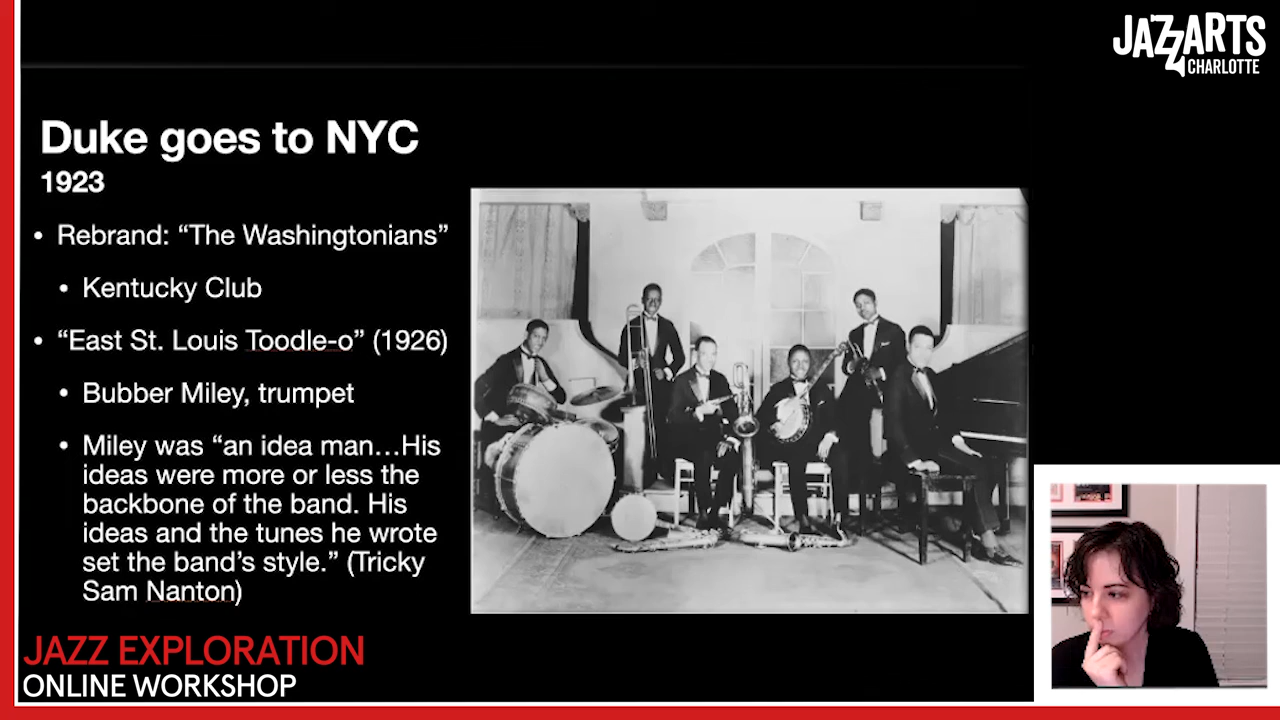 JAZZARTS
CHARLOTTE
Duke goes to NYC
1923
• Rebrand: “The Washingtonians”
• Kentucky Club
• “East St. Louis Toodle-o” (1926)
• Bubber Miley, trumpet
• Miley was “an idea man…His
ideas were more or less the
backbone of the band. His
ideas and the tunes he wrote
set the band’s style.” (Tricky
Sam Nanton)
JAZZ EXPLORATION
ONLINE WORKSHOP